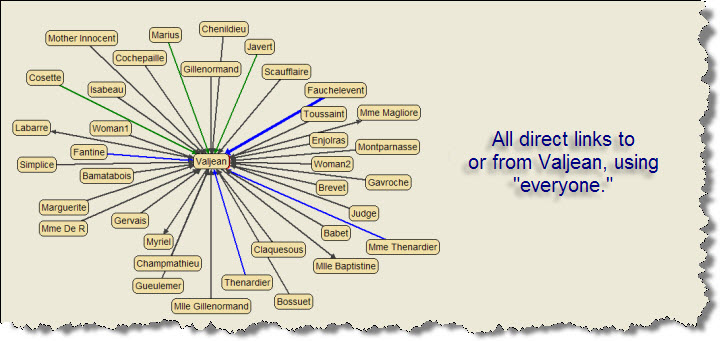 Chenildieu
Marius
Mother Innocent
Javert
Cochepaille
Gillenormand
Scaufflaire
Cosette
Isabeau
Fauchelevent
Toussaint
Mme Magliore
Labarre
Woman1
Enjolras
Montparnasse
Fantine
Valjean
Simplice
Woman2
Bamatabois
Gavroche
Brevet
Marguerite
Judge
Gervais
Mme De R
Babet
Myriel
Mme Thenardier
Claquesous
Champmathieu
Mlle Baptistine
Thenardier
Gueulemer
Bossuet
Mlle Gillenormand
All direct links to
or from Valjean, using
"everyone."